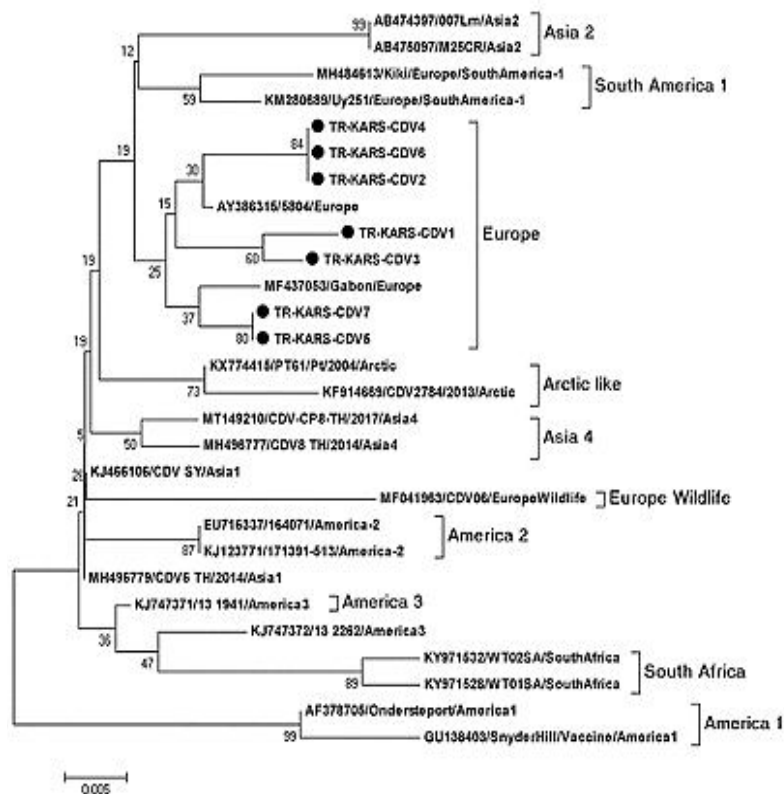 99
AB474397/007Lm/Asia2
AB475097/M25CR/Asia2
Asia 2
12
MH484613/Kiki/Europe/SouthAmerica-1
59
KM280689/Uy251/Europe/SouthAmerica-1
South America 1
TR-KARS-CDV4
84
TR-KARS-CDV6
TR-KARS-CDV2
19
30
AY386315/5804/Europe
15
TR-KARS-CDV1
Europe
60
TR-KARS-CDV3
25
19
MF437053/Gabon/Europe
TR-KARS-CDV7
37
80
TR-KARS-CDV5
19
KX774415/PT61/Pt/2004/Arctic
73
KF914669/CDV2784/2013/Arctic
Arctic like
MT149210/CDV-CP8-TH/2017/Asia4
5
50
MH496777/CDV8 TH/2014/Asia4
Asia 4
26
KJ466106/CDV SY/Asia1
MF041963/CDV06/EuropeWildlife
Europe Wildlife
21
EU716337/164071/America-2
87
KJ123771/171391-513/America-2
America 2
MH496779/CDV6 TH/2014/Asia1
KJ747371/13 1941/America3
America 3
36
KJ747372/13 2262/America3
47
KY971532/WT02SA/SouthAfrica
89
KY971528/WT01SA/SouthAfrica
South Africa
AF378705/Ondersteport/America1
99
GU138403/SnyderHill/Vaccine/America1
America 1
0.005